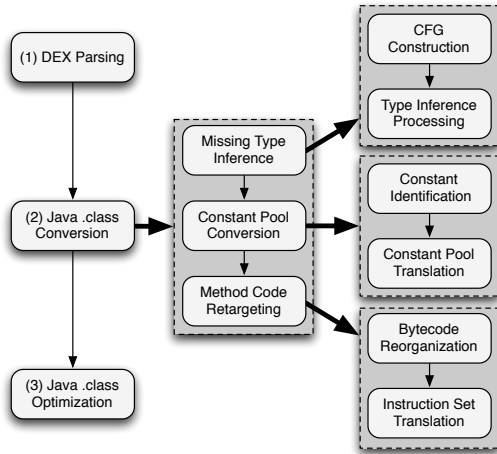 (1) DEX Parsing
(2) Java .class
Conversion
(3) Java .class
Optimization
Missing Type
Inference
Constant Pool
Conversion
Method Code
Retargeting
CFG
Construction
Type Inference
Processing
Constant
Identification
Constant Pool
Translation
Bytecode
Reorganization
Instruction Set
Translation